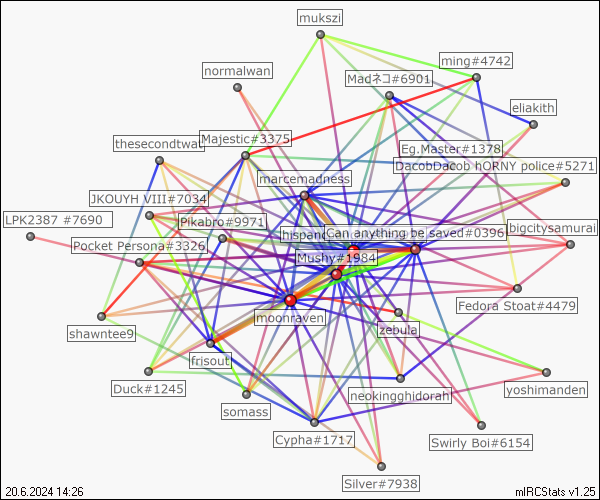 mukszi
ming#4742
normalwan
Madネコ#6901
eliakith
Majestic#3375
thesecondtwa
Eg.Master#1378
DacobDacob hORNY police#5271
marcemadness
JKOUYH VIII#7034
LPK2387 #7690
Pikabro#9971
hispan
Can anything be saved#0396
bigcitysamurai
Pocket Persona#3326
Mushy#1984
Fedora Stoat#4479
moonraven
shawntee9
zebula
frisout
Duck#1245
somass
neokingghidorah
yoshimanden
Cypha#1717
Swirly Boi#6154
Silver#7938
20.6.2024 14:26
mIRCStats v1.25